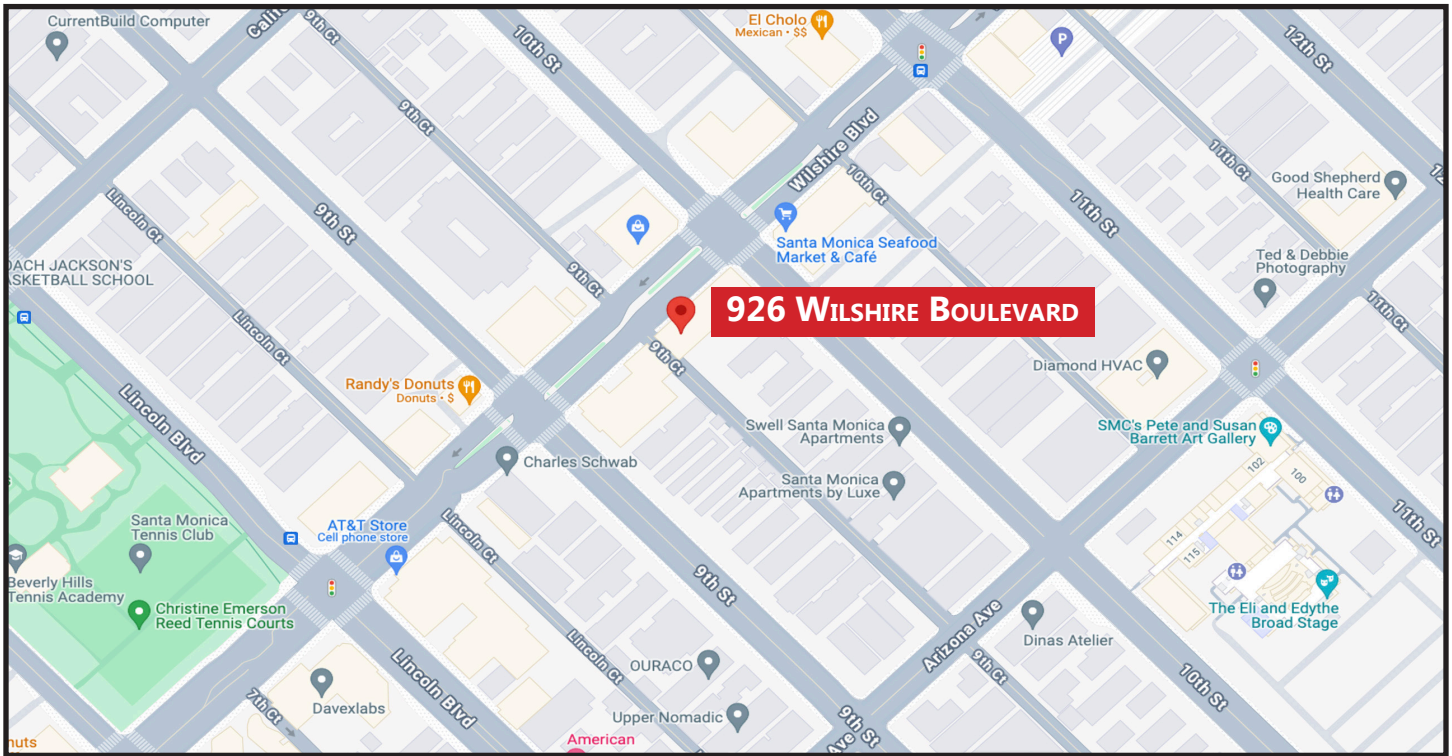 CurrentBuild Computer
9th Ct
10th St
El Cholo
Mexican • $$
P
12th St
9th Ct
Wilshire Blvd
10th Ct
11th Ct
Good Shepherd
Health Care
Lincoln Ct
9th St
11th St
Santa Monica Seafood
Market & Café
Ted & Debbie
Photography
9th Ct
11th Ct
926 WILSHIRE BOULEVARD
Lincoln Ct
9th Ct
Diamond HVAC
Randy's Donuts
Donuts • $
Lincoln Blvd
Swell Santa Monica
Apartments
SMC's Pete and Susan
Barrett Art Gallery
Charles Schwab
Santa Monica
Apartments by Luxe
102
100
11th St
Santa Monica
Tennis Club
AT&T Store
Cell phone store
Lincoln Ct
114
115
Beverly Hills
Tennis Academy
9th St
Christine Emerson
Reed Tennis Courts
The Eli and Edythe
Broad Stage
Arizona Ave
Dinas Atelier
Lincoln Ct
OURACO
9th Ct
10th St
Lincoln Blvd
7th Ct
Davexlabs
Upper Nomadic
9th St
Ave
American